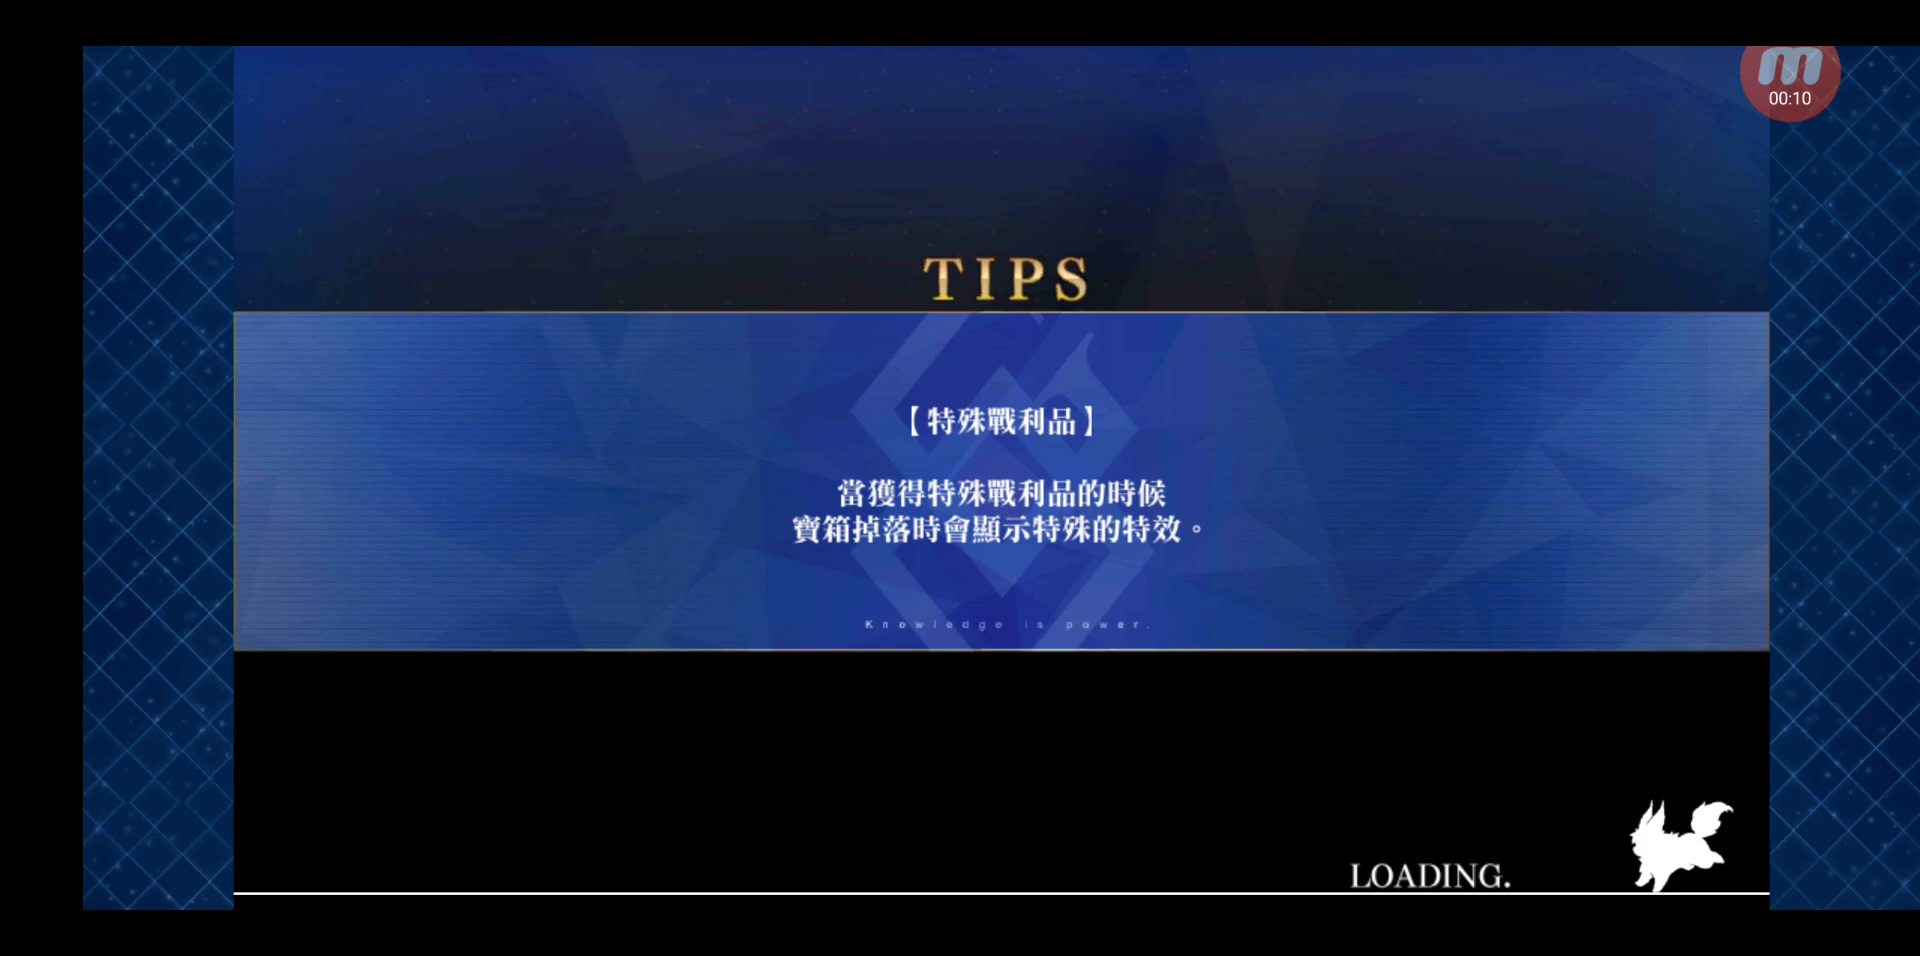 00:10
TIPS
【特殊戰利品】
當獲得特殊戰利品的時候
寶箱掉落時會顯示特殊的特效。
Knowledge is power.
LOADING.